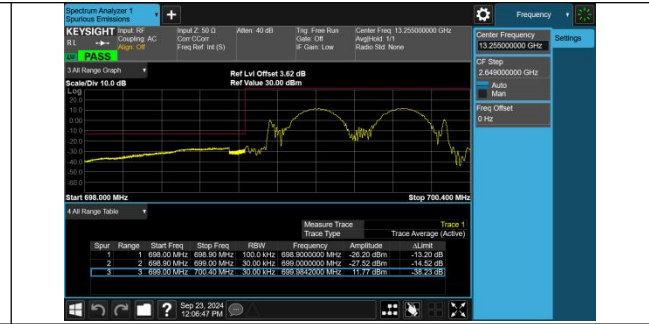 Spectrum Analyzer 1
Spurious Emissions
Frequency
KEYSIGHT Input: RF Input Z: 50 Ω Atten: 40 dB Trig: Free Run Center Freq: 13.255000000 GHz
RL Coupling: AC Corr CCorr Gate: Off Avg|Hold: 1/1
Align: Off Freq Ref: Int (S) IF Gain: Low Radio Std: None
PASS
Center Frequency
13.255000000 GHz
Settings
CF Step
2.649000000 GHz
Auto
Man
Freq Offset
0 Hz
3 All Range Graph
Ref Lvl Offset 3.62 dB
Scale/Div 10.0 dB Ref Value 30.00 dBm
Log
20.0
10.0
0.00
-10.0
-20.0
-30.0
-40.0
-50.0
-60.0
Start 698.000 MHz Stop 700.400 MHz
4 All Range Table
Measure Trace Trace 1
Trace Type Trace Average (Active)
Spur Range Start Freq Stop Freq RBW Frequency Amplitude ΔLimit
1 1 698.00 MHz 698.90 MHz 100.0 kHz 698.9000000 MHz -26.20 dBm -13.20 dB
2 2 698.90 MHz 699.00 MHz 30.00 kHz 699.0000000 MHz -27.52 dBm -14.52 dB
3 3 699.00 MHz 700.40 MHz 30.00 kHz 699.9842000 MHz 11.77 dBm -38.23 dB
Sep 23, 2024
12:06:47 PM